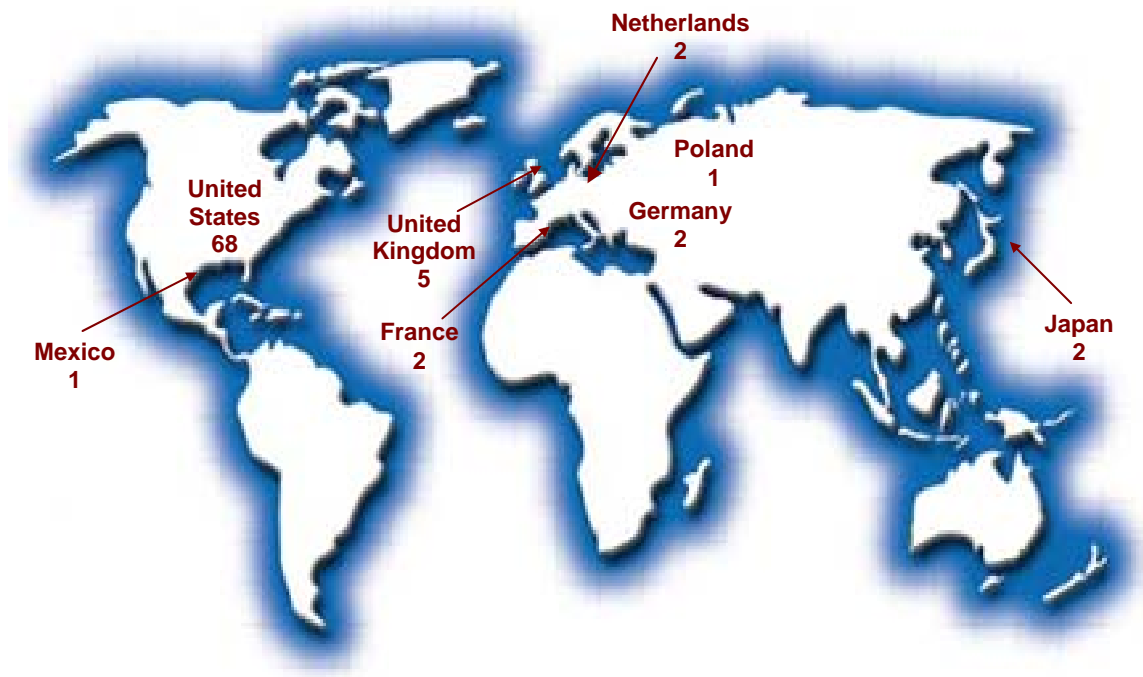 Netherlands
2
Poland
1
United
States
68
Germany
2
United
Kingdom
5
France
2
Mexico
1
Japan
2